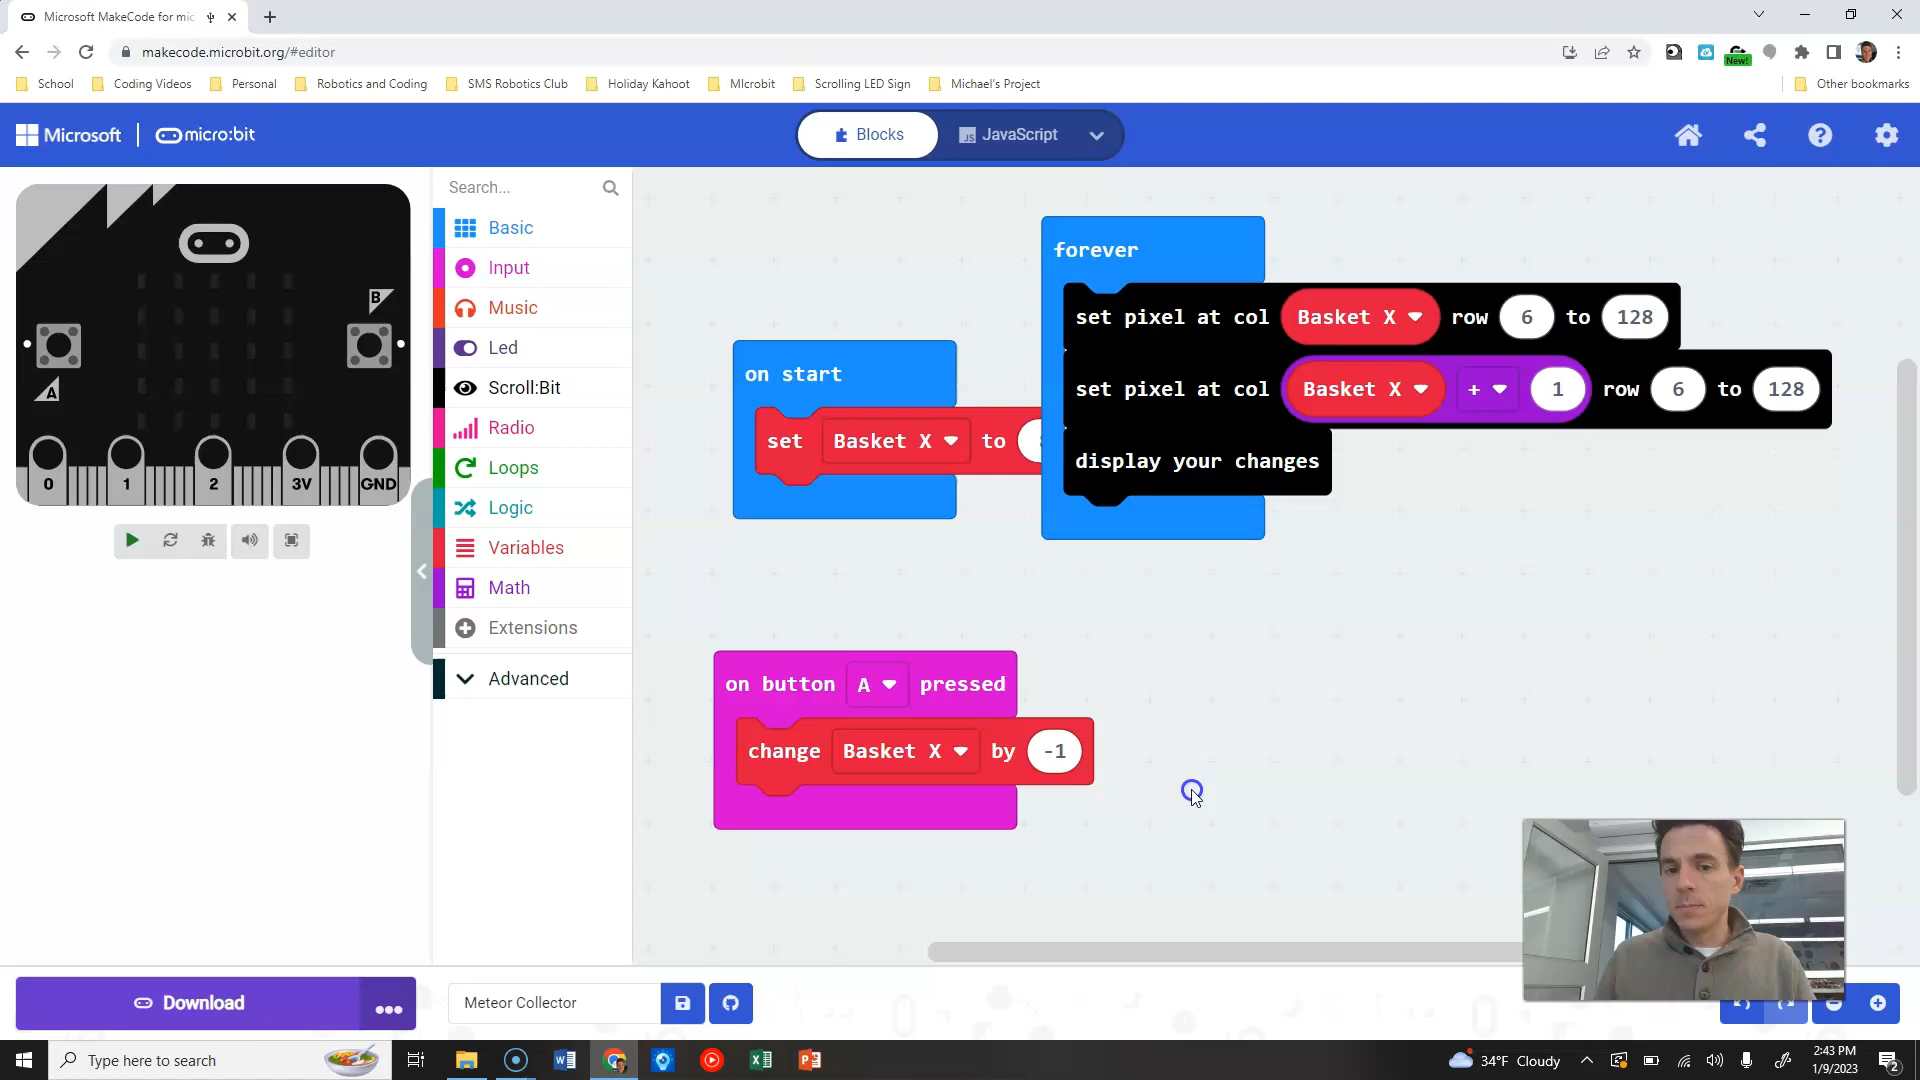 Microsoft MakeCode for mic
makecode.microbit.org/#editor
New!
School
Coding Videos
Personal
Robotics and Coding
SMS Robotics Club
Holiday Kahoot
MIcrobit
Scrolling LED Sign
Michael's Project
Other bookmarks
Microsoft
micro:bit
Blocks
JS JavaScript
B
A
0 1 2 3V GND
Search...
Basic
Input
Music
Led
Scroll:Bit
Radio
Loops
Logic
Variables
Math
Extensions
Advanced
forever
set pixel at col Basket X row 6 to 128
set pixel at col Basket X + 1 row 6 to 128
display your changes
on start
set Basket X to
on button A pressed
change Basket X by -1
Download
Meteor Collector
Type here to search
34°F Cloudy
2:43 PM
1/9/2023
2